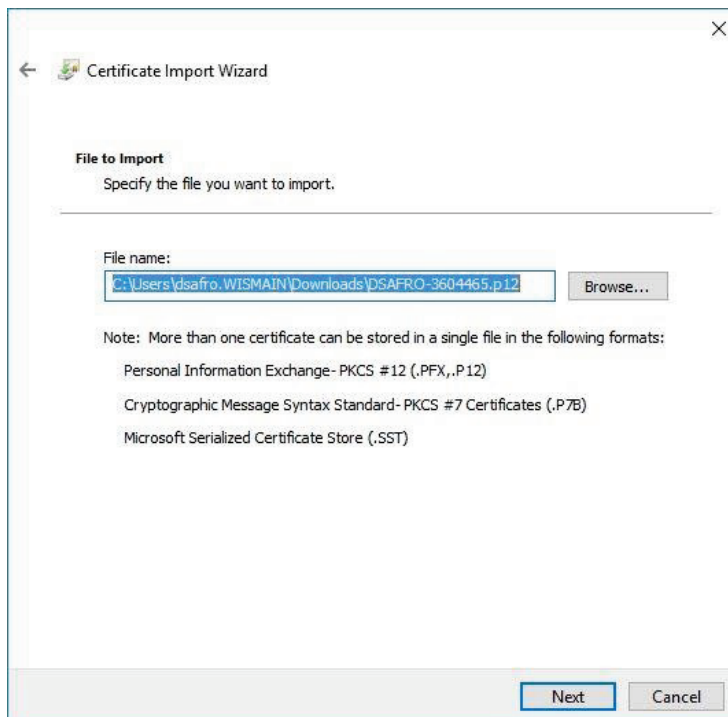 Certificate Import Wizard
File to Import
Specify the file you want to import.
File name:
C:\Users\dsafro.WISMAIN\Downloads\DSAFRO-3604465.p12
Browse...
Note: More than one certificate can be stored in a single file in the following formats:
Personal Information Exchange- PKCS #12 (.PFX,.P12)
Cryptographic Message Syntax Standard- PKCS #7 Certificates (.P7B)
Microsoft Serialized Certificate Store (.SST)
Next
Cancel